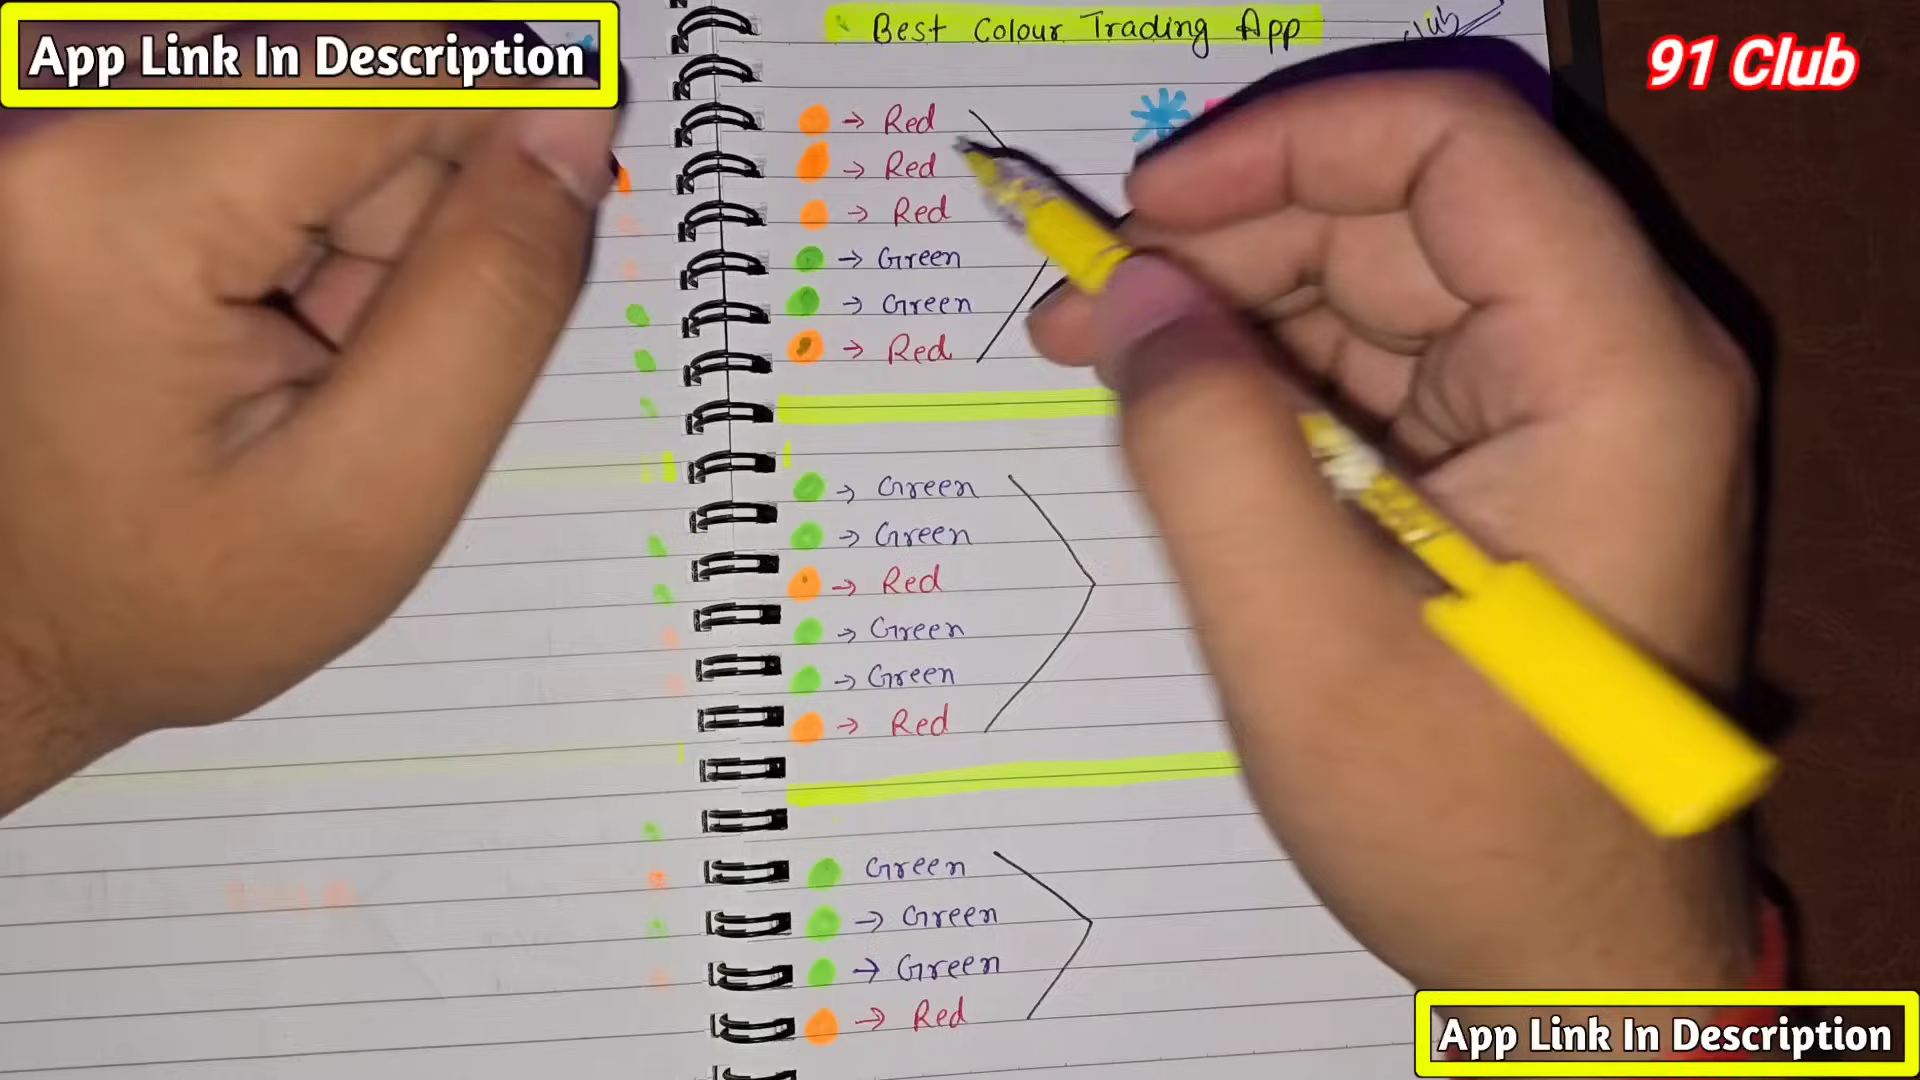 App Link In Description
Best Colour Trading App
91 Club
→ Red
→ Red
→ Red
→ Green
→ Green
→ Red
→ Green
→ Green
→ Red
→ Green
→ Green
→ Red
Green
→ Green
→ Green
→ Red
App Link In Description